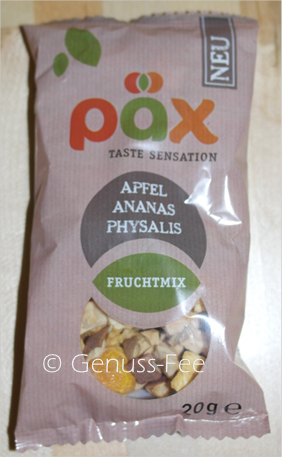 NEU
päx
TASTE SENSATION
APFEL
ANANAS
PHYSALIS
FRUCHTMIX
© Genuss-Fee
20g e